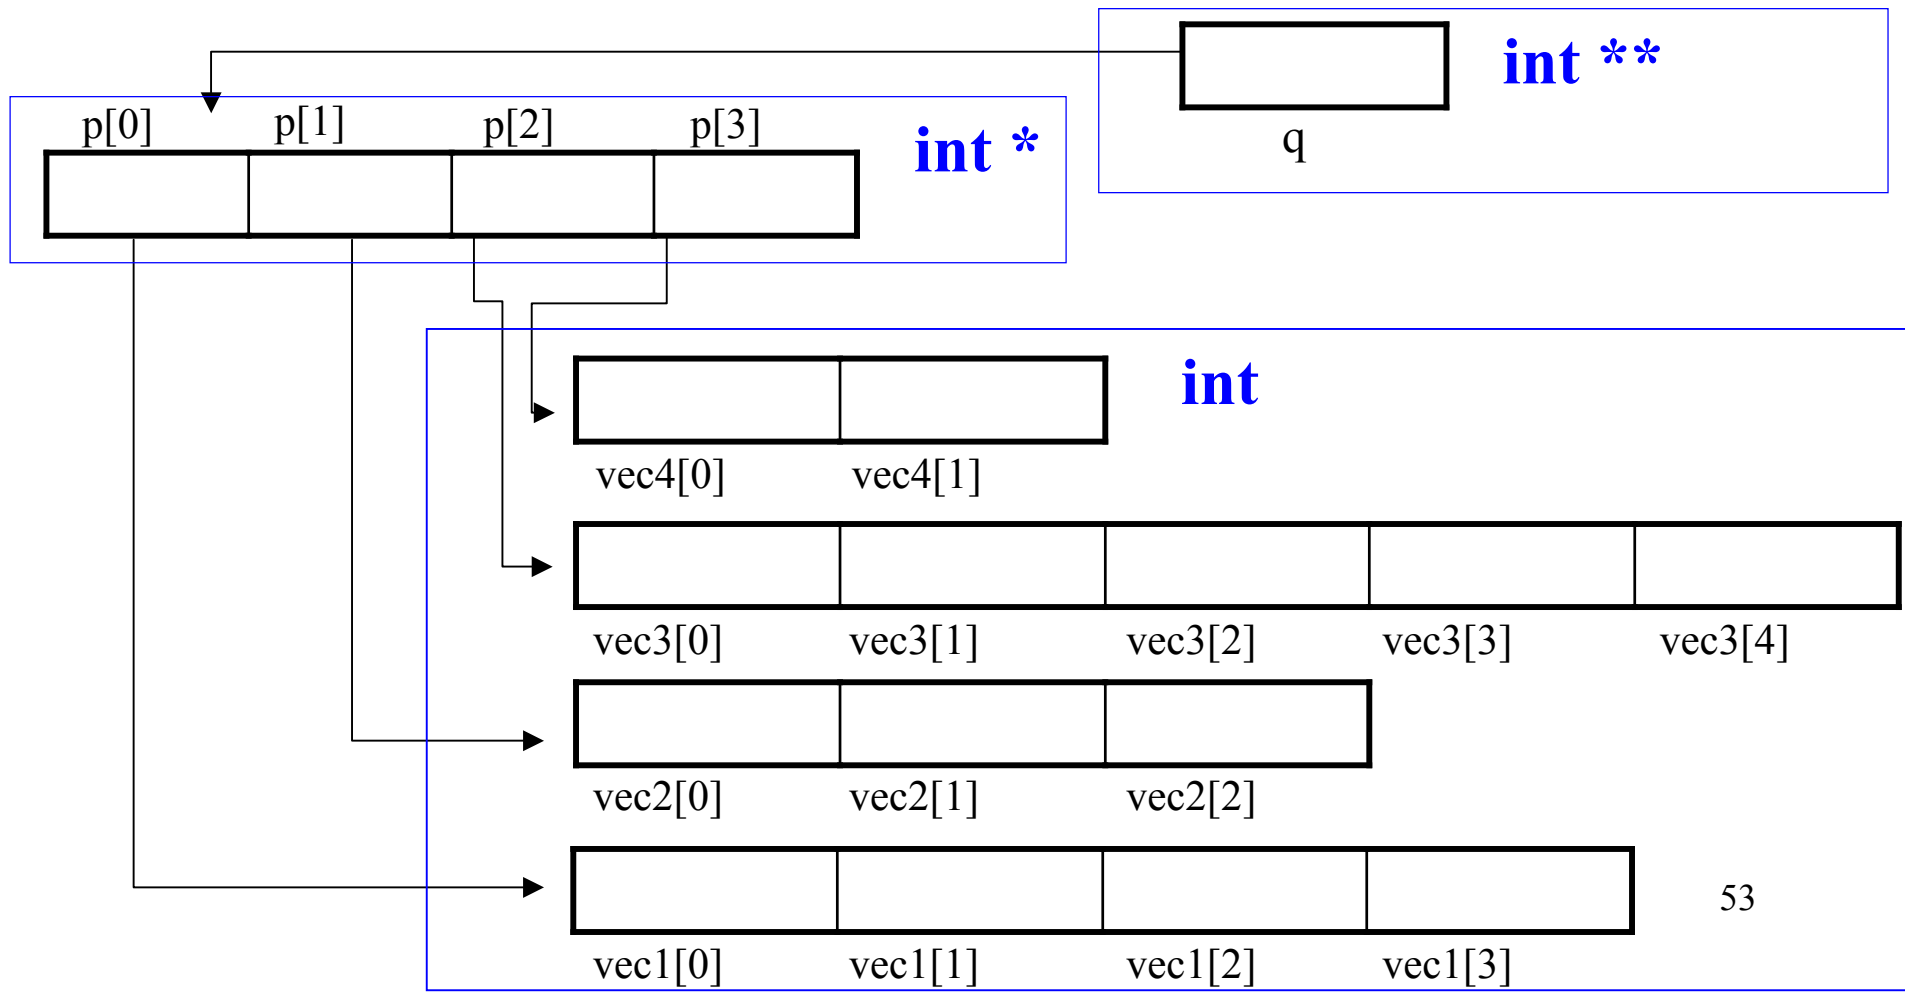 int **
q
p[0] p[1] p[2] p[3]
int *
int
vec4[0] vec4[1]
vec3[0] vec3[1] vec3[2] vec3[3] vec3[4]
vec2[0] vec2[1] vec2[2]
53
vec1[0] vec1[1] vec1[2] vec1[3]